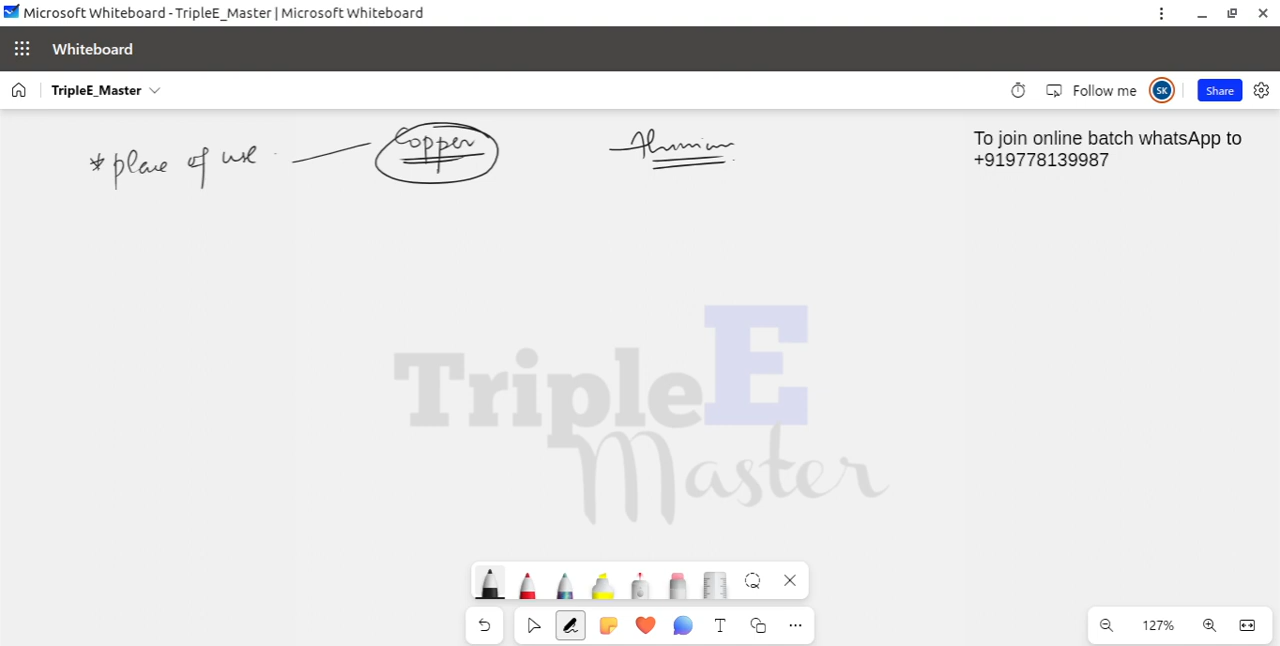 Microsoft Whiteboard - TripleE_Master | Microsoft Whiteboard
Whiteboard
TripleE_Master
Follow me
SK
Share
* place of use
Copper
Aluminium
To join online batch whatsApp to
+919778139987
TripleE
Master
T
127%